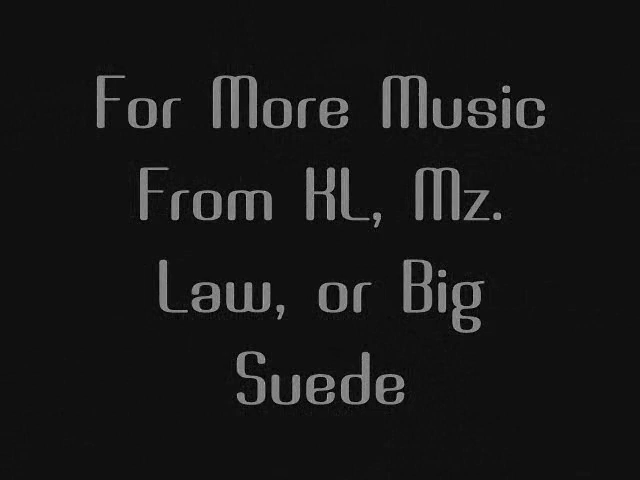 For More Music
From KL, Mz.
Law, or Big
Suede